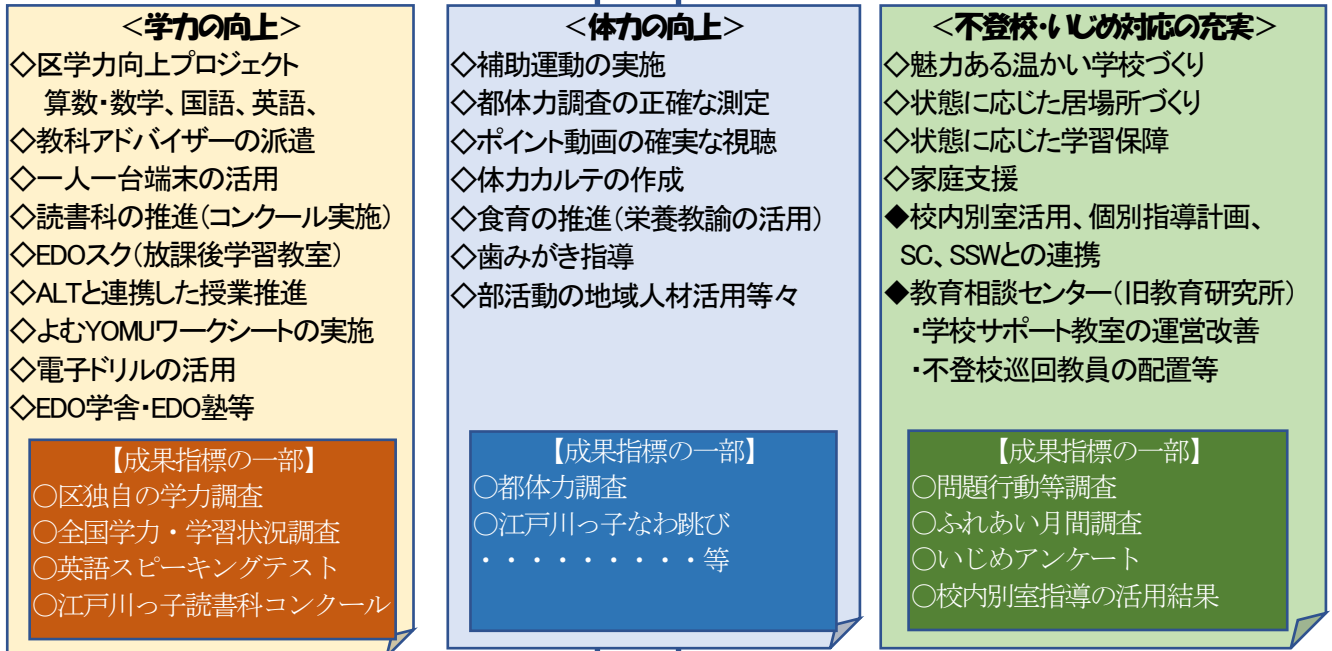 ＜学力の向上＞
◇区学力向上プロジェクト
算数・数学、国語、英語、
◇教科アドバイザーの派遣
◇一人一台端末の活用
◇読書科の推進（コンクール実施）
◇EDOスク（放課後学習教室）
◇ALTと連携した授業推進
◇よむYOMUワークシートの実施
◇電子ドリルの活用
◇EDO学舎・EDO塾等
【成果指標の一部】
○区独自の学力調査
○全国学力・学習状況調査
○英語スピーキングテスト
○江戸川っ子読書科コンクール
＜体力の向上＞
◇補助運動の実施
◇都体力調査の正確な測定
◇ポイント動画の確実な視聴
◇体力カルテの作成
◇食育の推進（栄養教諭の活用）
◇歯みがき指導
◇部活動の地域人材活用等々
【成果指標の一部】
○都体力調査
○江戸川っ子なわ跳び
・・・・・・・・・等
＜不登校・いじめ対応の充実＞
◇魅力ある温かい学校づくり
◇状態に応じた居場所づくり
◇状態に応じた学習保障
◇家庭支援
◆校内別室活用、個別指導計画、
SC、SSWとの連携
◆教育相談センター（旧教育研究所）
・学校サポート教室の運営改善
・不登校巡回教員の配置等
【成果指標の一部】
○問題行動等調査
○ふれあい月間調査
○いじめアンケート
○校内別室指導の活用結果